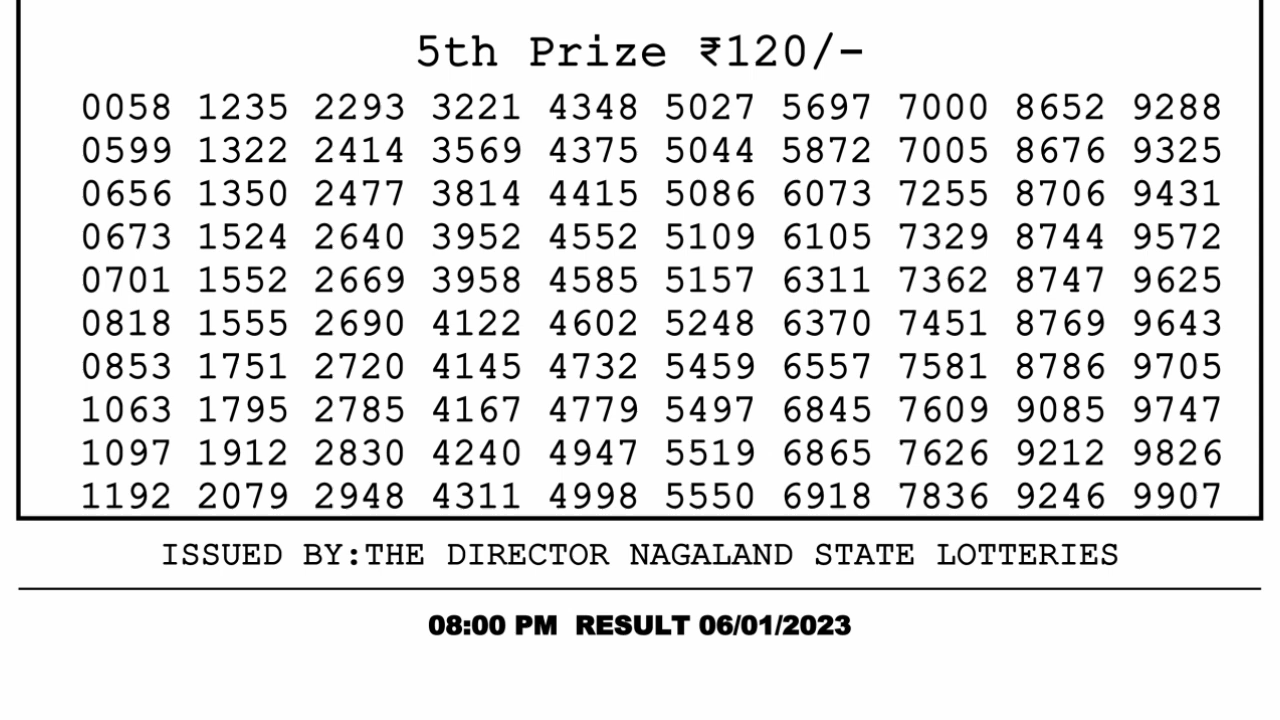 5th Prize ₹120/-
0058 1235 2293 3221 4348 5027 5697 7000 8652 9288
0599 1322 2414 3569 4375 5044 5872 7005 8676 9325
0656 1350 2477 3814 4415 5086 6073 7255 8706 9431
0673 1524 2640 3952 4552 5109 6105 7329 8744 9572
0701 1552 2669 3958 4585 5157 6311 7362 8747 9625
0818 1555 2690 4122 4602 5248 6370 7451 8769 9643
0853 1751 2720 4145 4732 5459 6557 7581 8786 9705
1063 1795 2785 4167 4779 5497 6845 7609 9085 9747
1097 1912 2830 4240 4947 5519 6865 7626 9212 9826
1192 2079 2948 4311 4998 5550 6918 7836 9246 9907
ISSUED BY:THE DIRECTOR NAGALAND STATE LOTTERIES
08:00 PM RESULT 06/01/2023